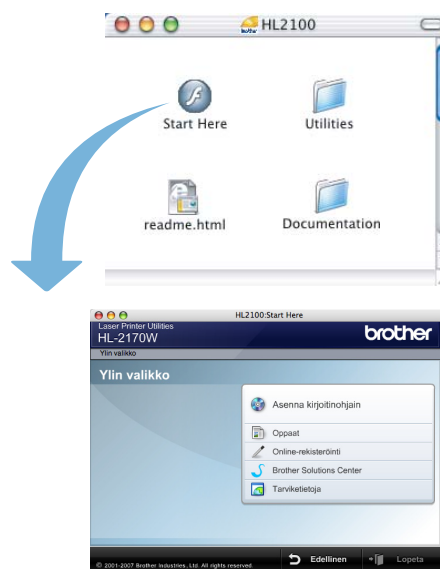 HL2100
Start Here
Utilities
readme.html
Documentation
HL2100:Start Here
Laser Printer Utilities
HL-2170W
brother
Ylin valikko
Ylin valikko
Asenna kirjoitinohjain
Oppaat
Online-rekisteröinti
Brother Solutions Center
Tarviketietoja
© 2001-2007 Brother Industries., Ltd. All rights reserved
Edellinen
Lopeta